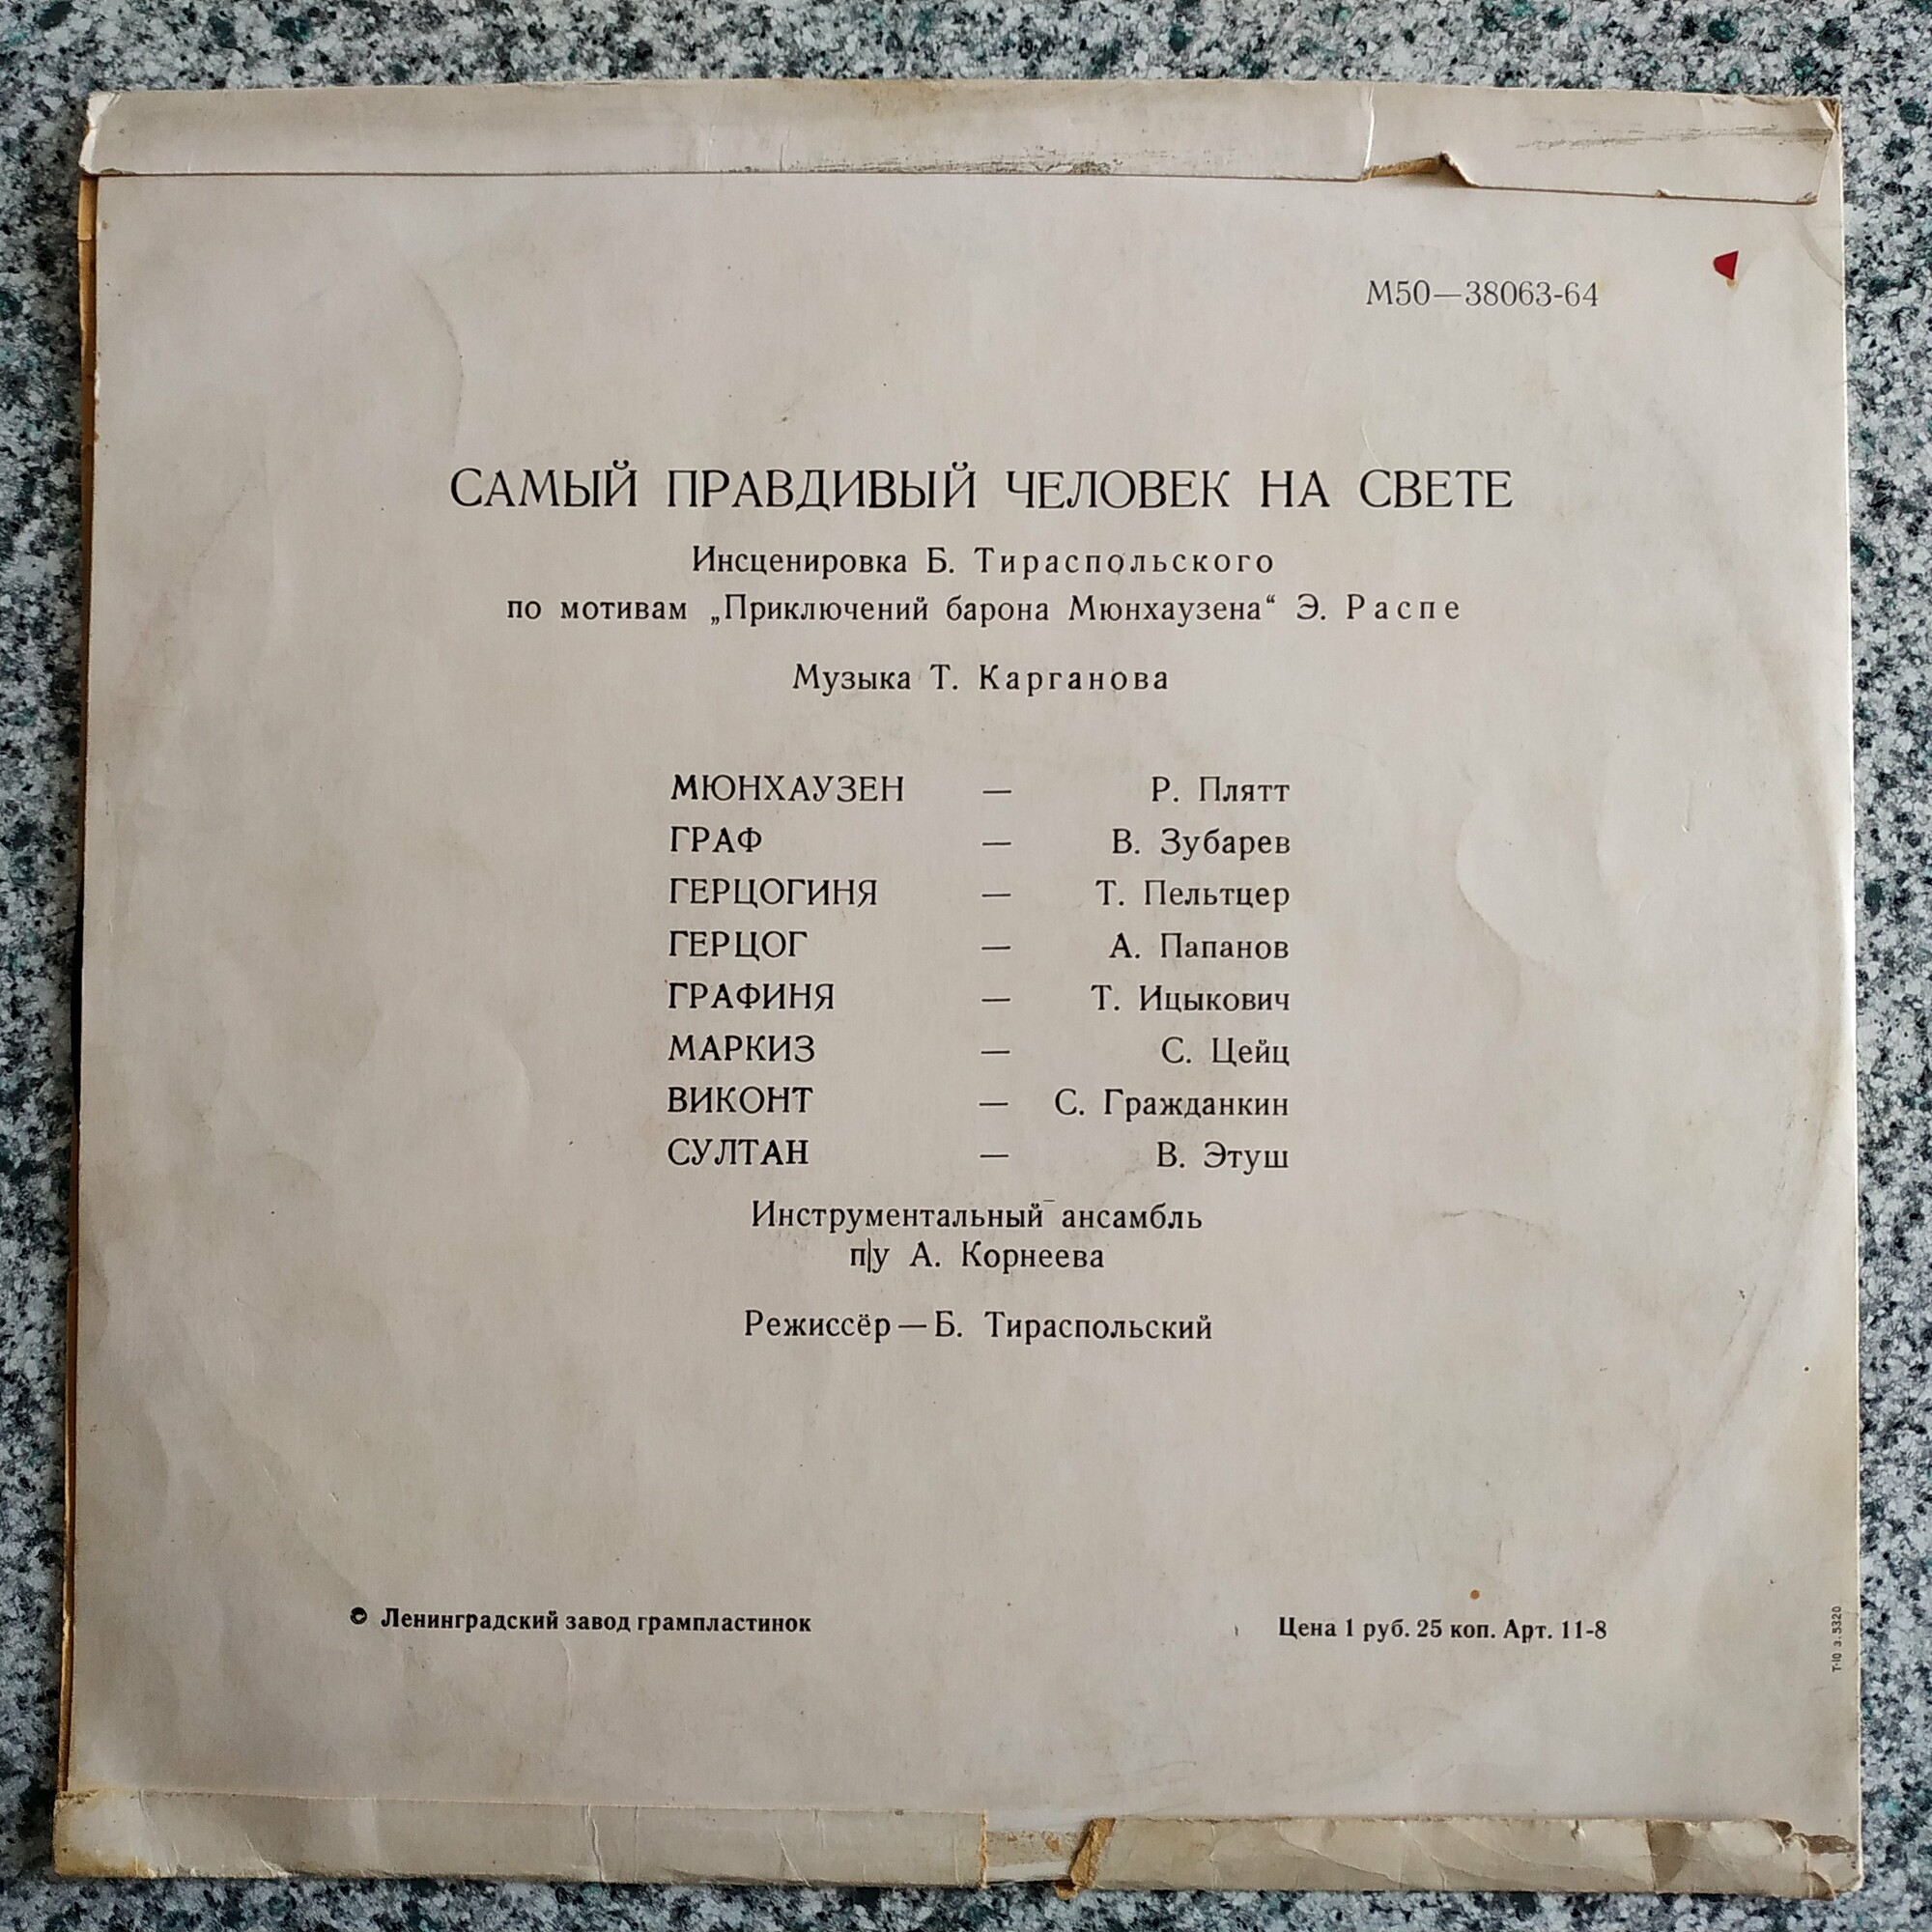 М50—38063-64
САМЫЙ ПРАВДИВЫЙ ЧЕЛОВЕК НА СВЕТЕ
Инсценировка Б. Тираспольского
по мотивам „Приключений барона Мюнхаузена“ Э. Распе
Музыка Т. Карганова
МЮНХАУЗЕН — Р. Плятт
ГРАФ — В. Зубарев
ГЕРЦОГИНЯ — Т. Пельтцер
ГЕРЦОГ — А. Папанов
ГРАФИНЯ — Т. Ицыкович
МАРКИЗ — С. Цейц
ВИКОНТ — С. Гражданкин
СУЛТАН — В. Этуш
Инструментальный ансамбль
п/у А. Корнеева
Режиссёр — Б. Тираспольский
Ленинградский завод грампластинок
Цена 1 руб. 25 коп. Арт. 11-8
Т-10 з. 5320